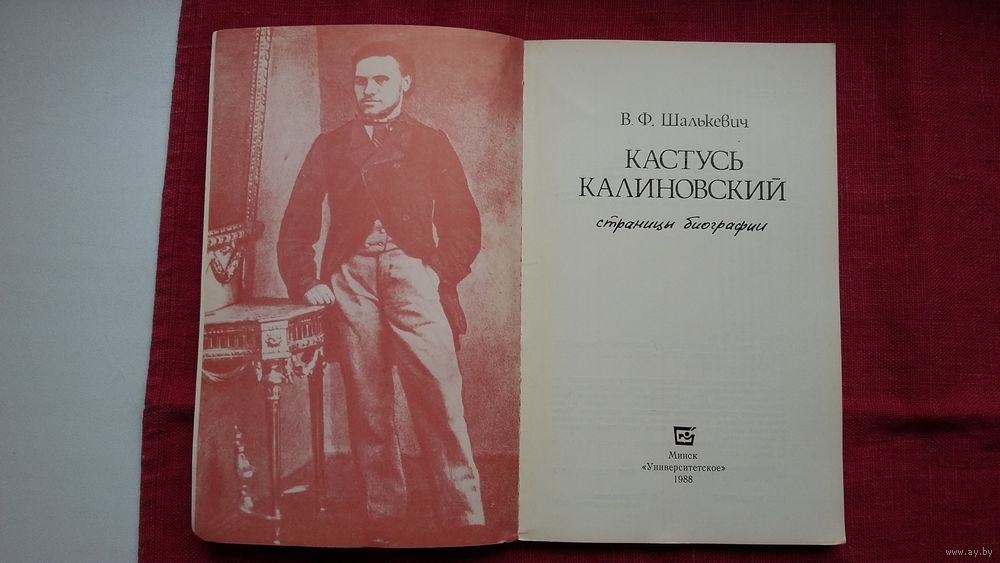 В. Ф. Шалькевич
КАСТУСЬ
КАЛИНОВСКИЙ
страницы биографии
Минск
«Университетское»
1988
www.ay.by